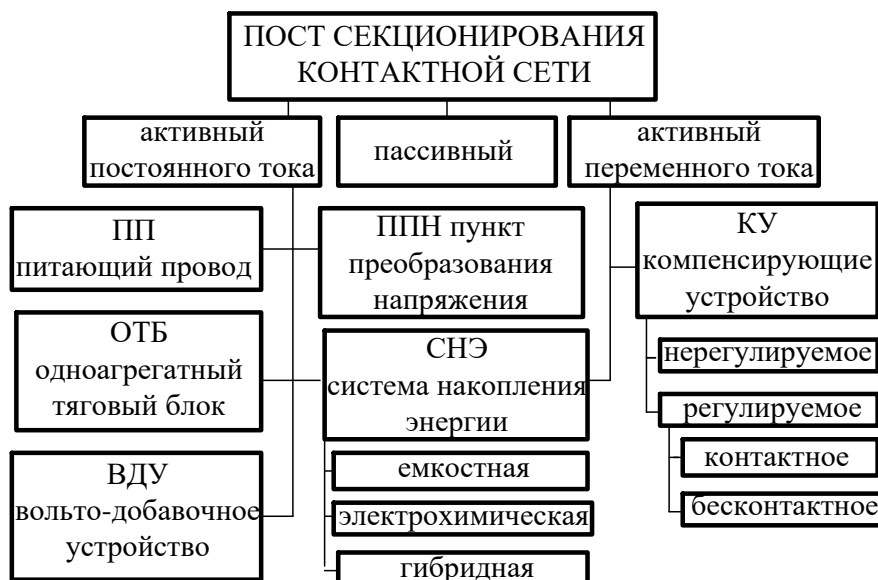 ПОСТ СЕКЦИОНИРОВАНИЯ
КОНТАКТНОЙ СЕТИ
активный
постоянного тока
пассивный
активный
переменного тока
ПП
питающий провод
ППН пункт
преобразования
напряжения
КУ
компенсирующие
устройство
ОТБ
одноагрегатный
тяговый блок
СНЭ
система накопления
энергии
нерегулируемое
регулируемое
контактное
бесконтактное
ВДУ
вольто-добавочное
устройство
емкостная
электрохимическая
гибридная